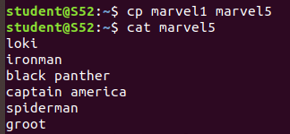 student@S52:~$ cp marvel1 marvel5
student@S52:~$ cat marvel5
loki
ironman
black panther
captain america
spiderman
groot